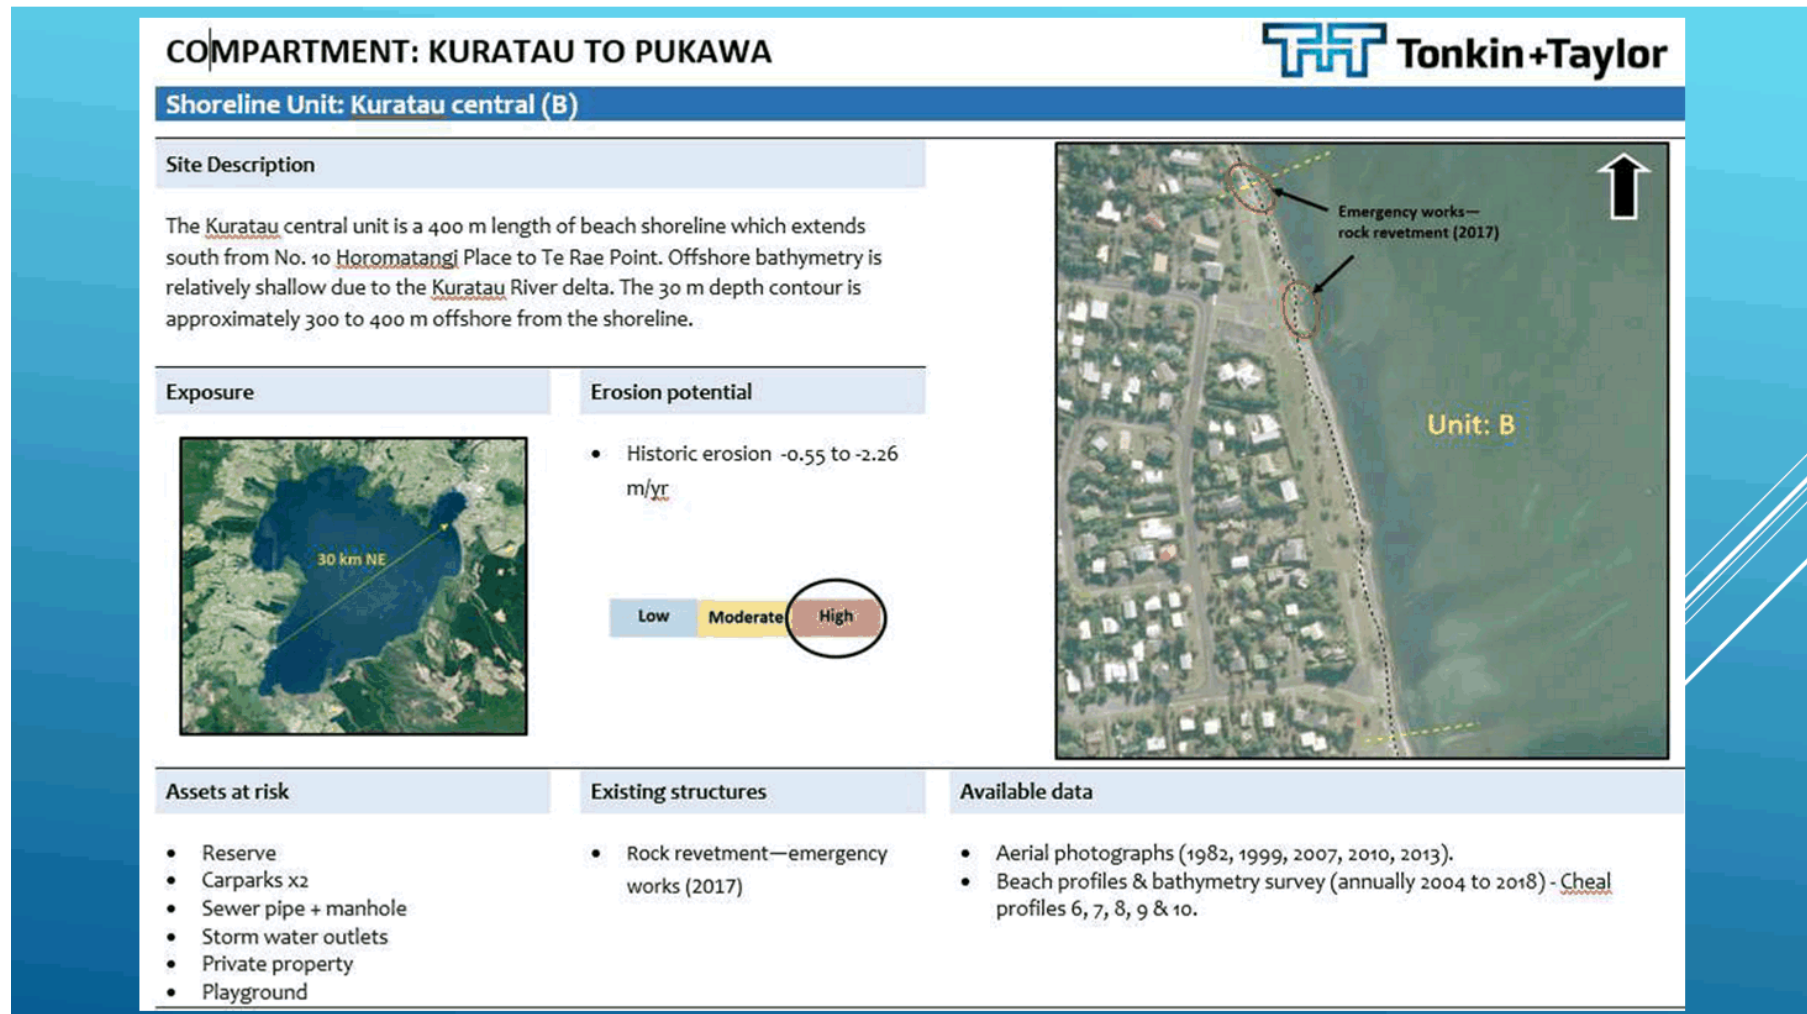 COMPARTMENT: KURATAU TO PUKAWA
Tonkin+Taylor
Shoreline Unit: Kuratau central (B)
Site Description
The Kuratau central unit is a 400 m length of beach shoreline which extends
south from No. 10 Horomatangi Place to Te Rae Point. Offshore bathymetry is
relatively shallow due to the Kuratau River delta. The 30 m depth contour is
approximately 300 to 400 m offshore from the shoreline.
Emergency works—
rock revetment (2017)
Unit: B
Exposure
30 km NE
Erosion potential
• Historic erosion -0.55 to -2.26
m/yr
Low
Moderate
High
Assets at risk
• Reserve
• Carparks x2
• Sewer pipe + manhole
• Storm water outlets
• Private property
• Playground
Existing structures
• Rock revetment—emergency
works (2017)
Available data
• Aerial photographs (1982, 1999, 2007, 2010, 2013).
• Beach profiles & bathymetry survey (annually 2004 to 2018) - Cheal
profiles 6, 7, 8, 9 & 10.